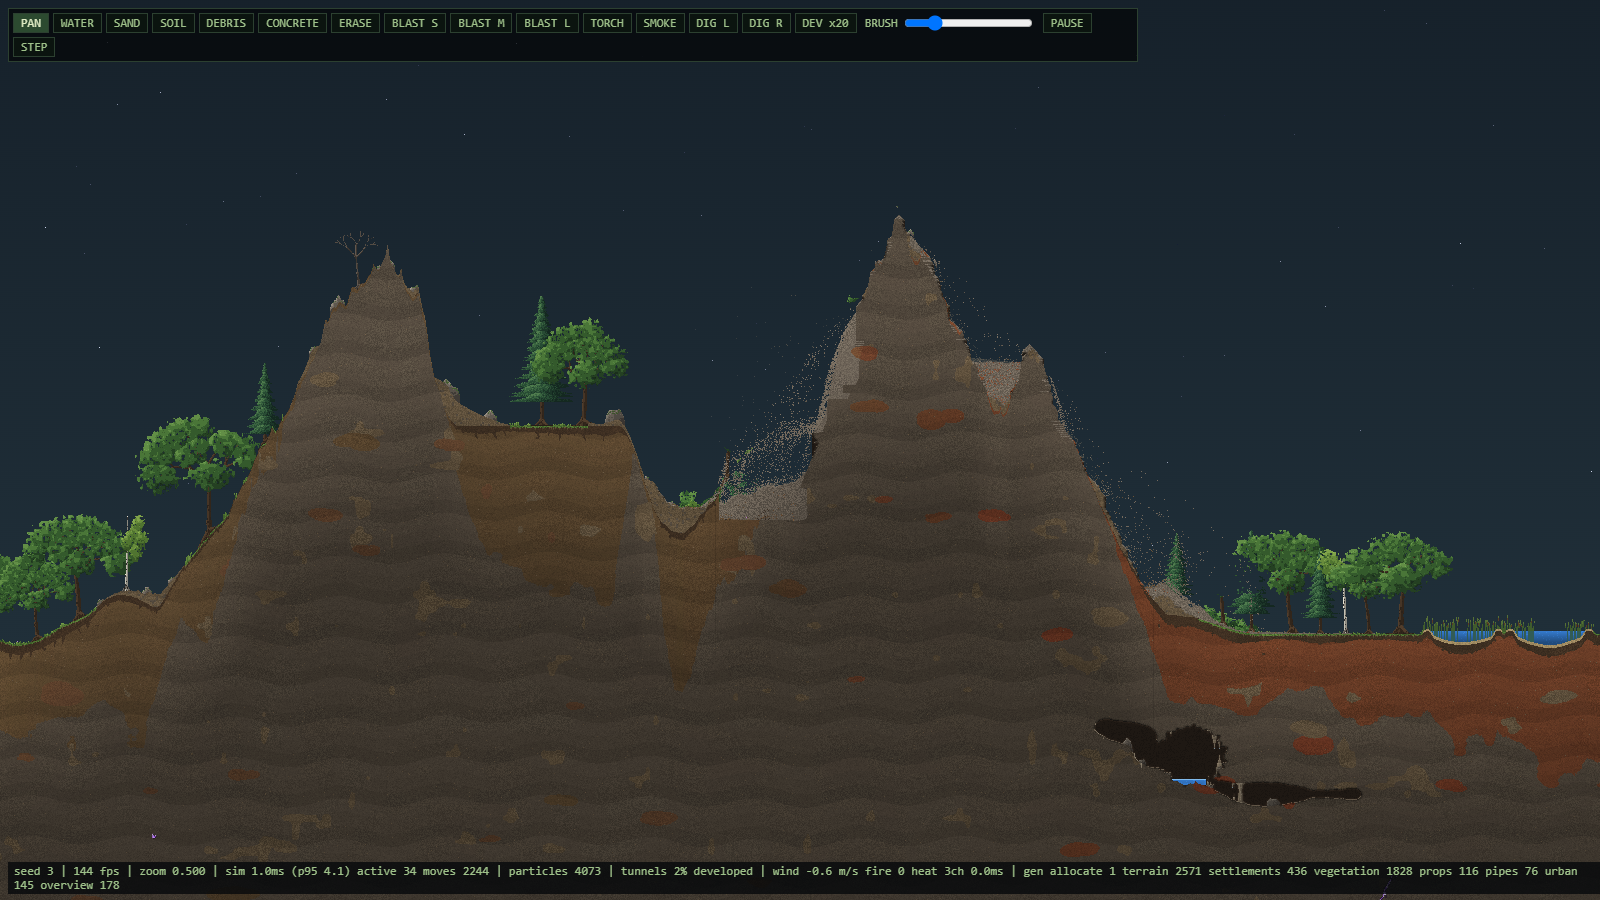 PAN WATER SAND SOIL DEBRIS CONCRETE ERASE BLAST S BLAST M BLAST L TORCH SMOKE DIG L DIG R DEV x20 BRUSH PAUSE
STEP
seed 3 | 144 fps | zoom 0.500 | sim 1.0ms (p95 4.1) active 34 moves 2244 | particles 4073 | tunnels 2% developed | wind -0.6 m/s fire 0 heat 3ch 0.0ms | gen allocate 1 terrain 2571 settlements 436 vegetation 1828 props 116 pipes 76 urban
145 overview 178